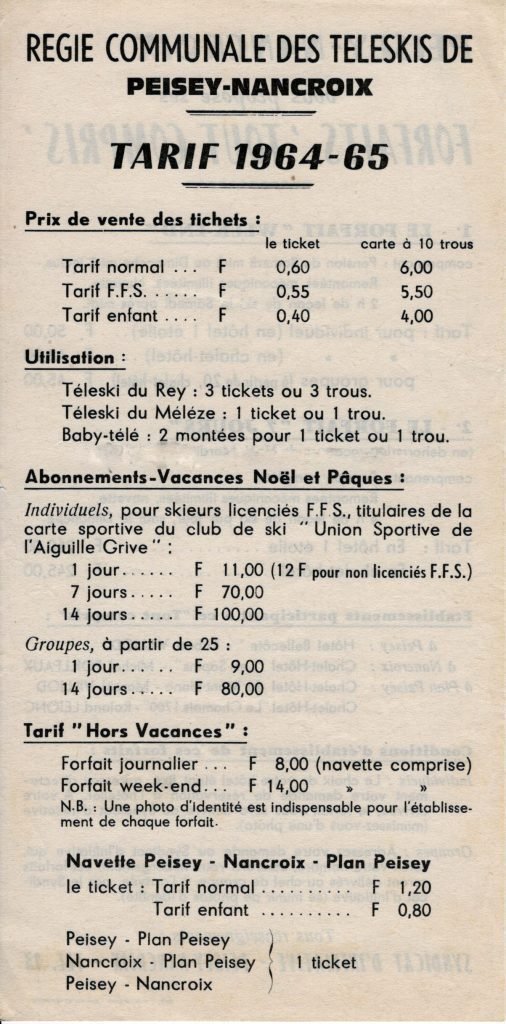 REGIE COMMUNALE DES TELESKIS DE
PEISEY-NANCROIX
TARIF 1964-65
Prix de vente des tichets :
le ticket carte à 10 trous
Tarif normal ... F 0,60 6,00
Tarif F.F.S. ... F 0,55 5,50
Tarif enfant .... F 0,40 4,00
Utilisation :
Téleski du Rey : 3 tickets ou 3 trous.
Téleski du Méléze : 1 ticket ou 1 trou.
Baby-télé : 2 montées pour 1 ticket ou 1 trou.
Abonnements-Vacances Noël et Pâques :
Individuels, pour skieurs licenciés F.F.S., titulaires de la
carte sportive du club de ski "Union Sportive de
l'Aiguille Grive" :
1 jour...... F 11,00 (12 F pour non licenciés F.F.S.)
7 jours..... F 70,00
14 jours..... F 100,00
Groupes, à partir de 25 :
1 jour...... F 9,00
14 jours..... F 80,00
Tarif "Hors Vacances" :
Forfait journalier ... F 8,00 (navette comprise)
Forfait week-end... F 14,00 » »
N.B. : Une photo d'identité est indispensable pour l'établisse-
ment de chaque forfait.
Navette Peisey - Nancroix - Plan Peisey
le ticket : Tarif normal .......... F 1,20
Tarif enfant .......... F 0,80
Peisey - Plan Peisey
Nancroix - Plan Peisey } 1 ticket
Peisey - Nancroix